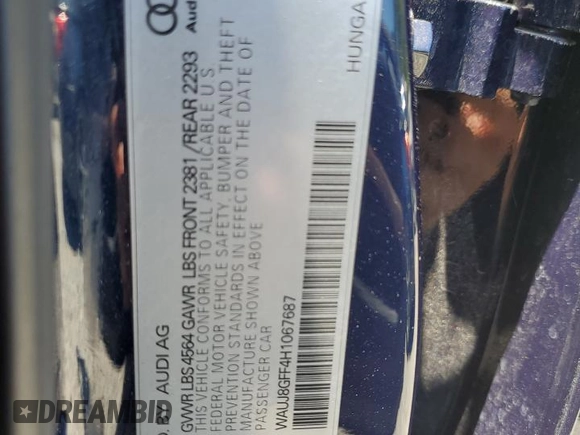 Audi
D. BY AUDI AG
GVWR LBS 4564 GAWR LBS FRONT 2381 / REAR 2293
THIS VEHICLE CONFORMS TO ALL APPLICABLE U.S.
FEDERAL MOTOR VEHICLE SAFETY, BUMPER AND THEFT
PREVENTION STANDARDS IN EFFECT ON THE DATE OF
MANUFACTURE SHOWN ABOVE
PASSENGER CAR
WAUJ8GFF4H1067687
HUNGA
DREAMBID